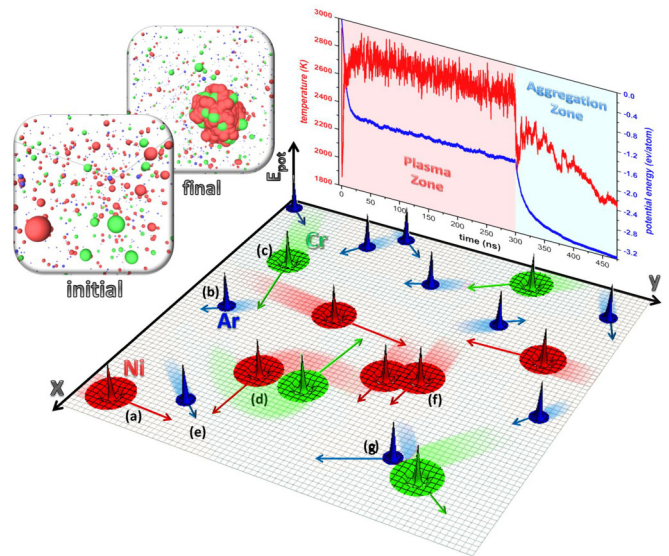 3000
2800
2600
2400
2200
2000
1800
temperature (K)
0.0
-0.4
-0.8
-1.2
-1.6
-2.0
-2.4
-2.8
-3.2
potential energy (ev/atom)
Plasma
Zone
Aggregation
Zone
0
50
100
150
200
250
300
350
400
450
time (ns)
final
initial
E_pot
y
X
(c)
Cr
(b)
Ar
Ni
(a)
(e)
(d)
(f)
(g)